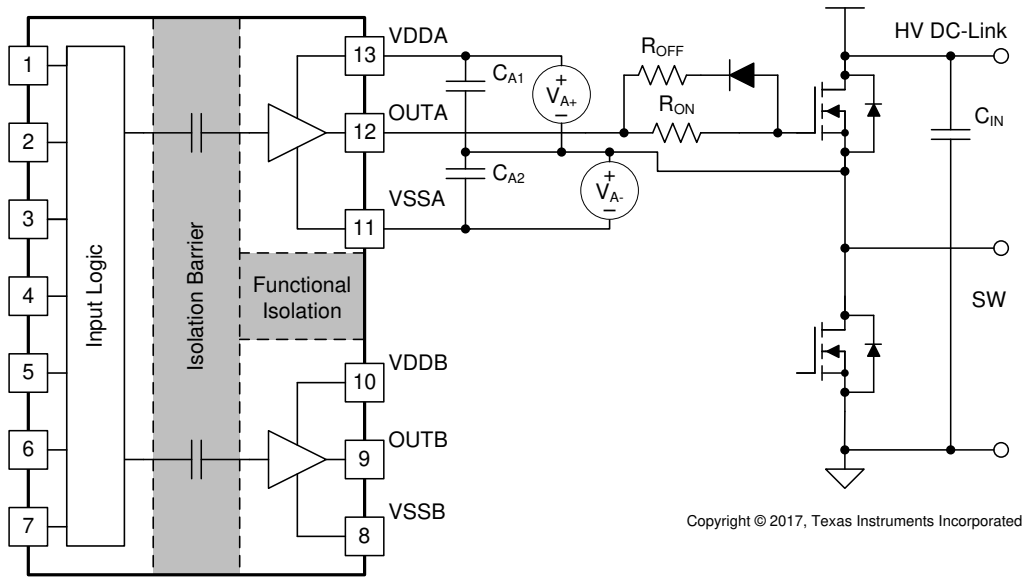 1
2
3
4
5
6
7
Input Logic
Isolation Barrier
Functional
Isolation
VDDA
13
OUTA
12
VSSA
11
VDDB
10
OUTB
9
VSSB
8
CA1
+
VA+
–
CA2
+
VA-
–
ROFF
RON
HV DC-Link
CIN
SW
Copyright © 2017, Texas Instruments Incorporated